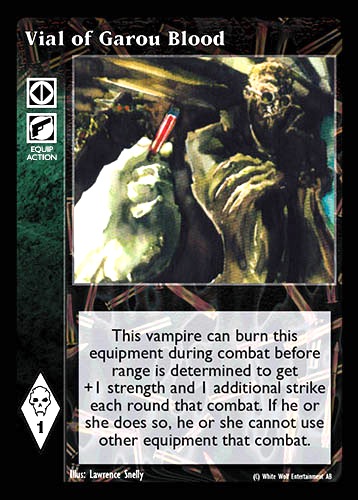 Vial of Garou Blood
EQUIP
ACTION
This vampire can burn this
equipment during combat before
range is determined to get
+1 strength and 1 additional strike
each round that combat. If he or
she does so, he or she cannot use
other equipment that combat.
1
Illus: Lawrence Snelly
(C) White Wolf Entertainment AB